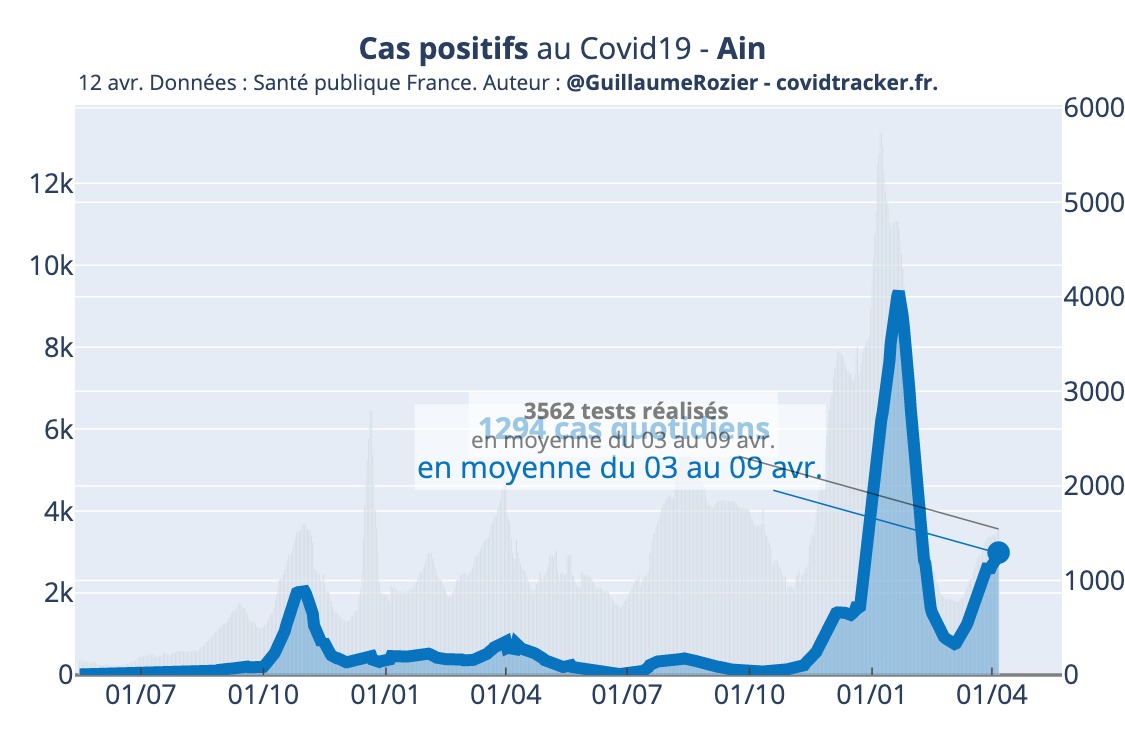 Cas positifs au Covid19 - Ain
12 avr. Données : Santé publique France. Auteur : @GuillaumeRozier - covidtracker.fr.
6000
12k
5000
10k
4000
8k
3000
3562 tests réalisés
1294 cas quotidiens
6k
en moyenne du 03 au 09 avr.
en moyenne du 03 au 09 avr.
2000
4k
1000
2k
0
0
01/07 01/10 01/01 01/04 01/07 01/10 01/01 01/04